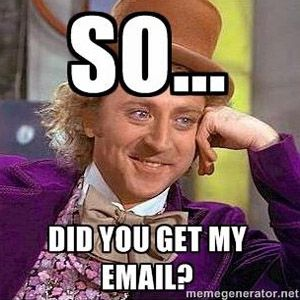 SO...
DID YOU GET MY
EMAIL?
memegenerator.net